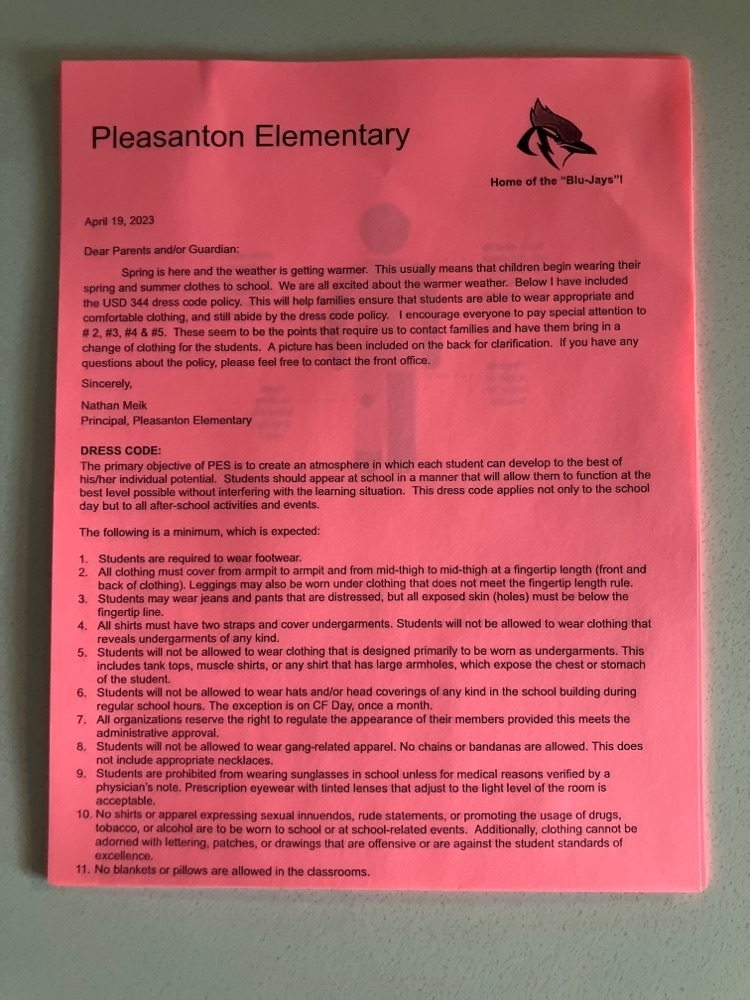 Pleasanton Elementary
Home of the "Blu-Jays"!
April 19, 2023
Dear Parents and/or Guardian:
Spring is here and the weather is getting warmer. This usually means that children begin wearing their
spring and summer clothes to school. We are all excited about the warmer weather. Below I have included
the USD 344 dress code policy. This will help families ensure that students are able to wear appropriate and
comfortable clothing, and still abide by the dress code policy. I encourage everyone to pay special attention to
# 2, #3, #4 & #5. These seem to be the points that require us to contact families and have them bring in a
change of clothing for the students. A picture has been included on the back for clarification. If you have any
questions about the policy, please feel free to contact the front office.
Sincerely,
Nathan Meik
Principal, Pleasanton Elementary
DRESS CODE:
The primary objective of PES is to create an atmosphere in which each student can develop to the best of
his/her individual potential. Students should appear at school in a manner that will allow them to function at the
best level possible without interfering with the learning situation. This dress code applies not only to the school
day but to all after-school activities and events.
The following is a minimum, which is expected:
1. Students are required to wear footwear.
2. All clothing must cover from armpit to armpit and from mid-thigh to mid-thigh at a fingertip length (front and
back of clothing). Leggings may also be worn under clothing that does not meet the fingertip length rule.
3. Students may wear jeans and pants that are distressed, but all exposed skin (holes) must be below the
fingertip line.
4. All shirts must have two straps and cover undergarments. Students will not be allowed to wear clothing that
reveals undergarments of any kind.
5. Students will not be allowed to wear clothing that is designed primarily to be worn as undergarments. This
includes tank tops, muscle shirts, or any shirt that has large armholes, which expose the chest or stomach
of the student.
6. Students will not be allowed to wear hats and/or head coverings of any kind in the school building during
regular school hours. The exception is on CF Day, once a month.
7. All organizations reserve the right to regulate the appearance of their members provided this meets the
administrative approval.
8. Students will not be allowed to wear gang-related apparel. No chains or bandanas are allowed. This does
not include appropriate necklaces.
9. Students are prohibited from wearing sunglasses in school unless for medical reasons verified by a
physician's note. Prescription eyewear with tinted lenses that adjust to the light level of the room is
acceptable.
10. No shirts or apparel expressing sexual innuendos, rude statements, or promoting the usage of drugs,
tobacco, or alcohol are to be worn to school or at school-related events. Additionally, clothing cannot be
adorned with lettering, patches, or drawings that are offensive or are against the student standards of
excellence.
11. No blankets or pillows are allowed in the classrooms.